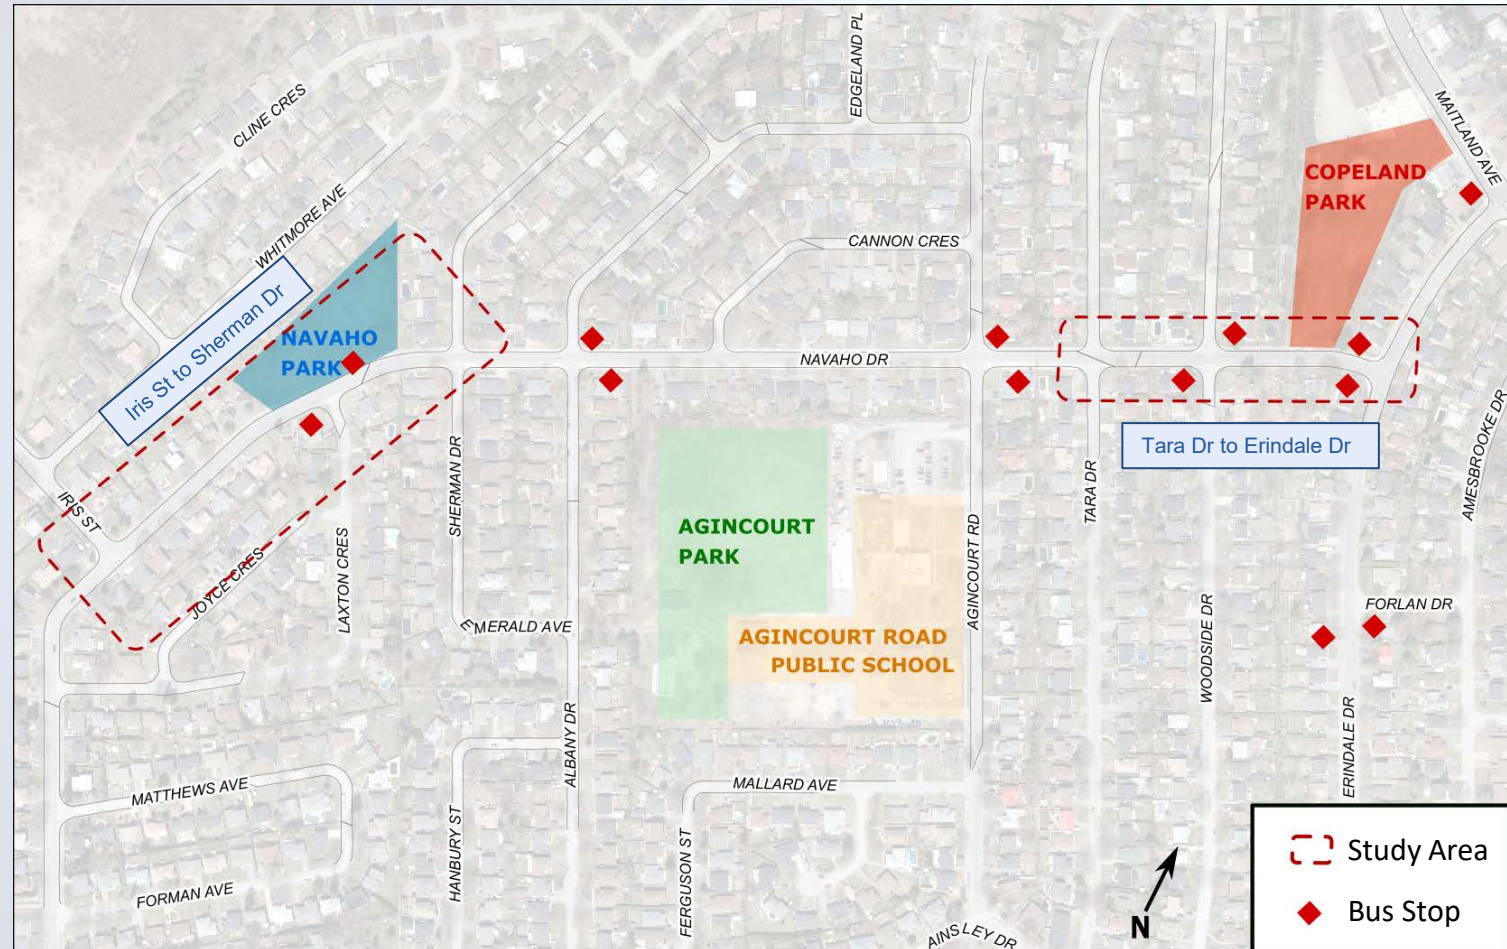 EDGELAND PL
CLINE CRES
MAITLAND AVE
COPELAND
PARK
WHITMORE AVE
CANNON CRES
Iris St to Sherman Dr
NAVAHO
PARK
NAVAHO DR
Tara Dr to Erindale Dr
AMESBROOKE DR
SHERMAN DR
TARA DR
IRIS ST
AGINCOURT
PARK
AGINCOURT RD
JOYCE CRES
LAXTON CRES
EMERALD AVE
AGINCOURT ROAD
PUBLIC SCHOOL
WOODSIDE DR
FORLAN DR
ALBANY DR
ERINDALE DR
MATTHEWS AVE
MALLARD AVE
HANBURY ST
FERGUSON ST
FORMAN AVE
AINSLEY DR
N
Study Area
Bus Stop